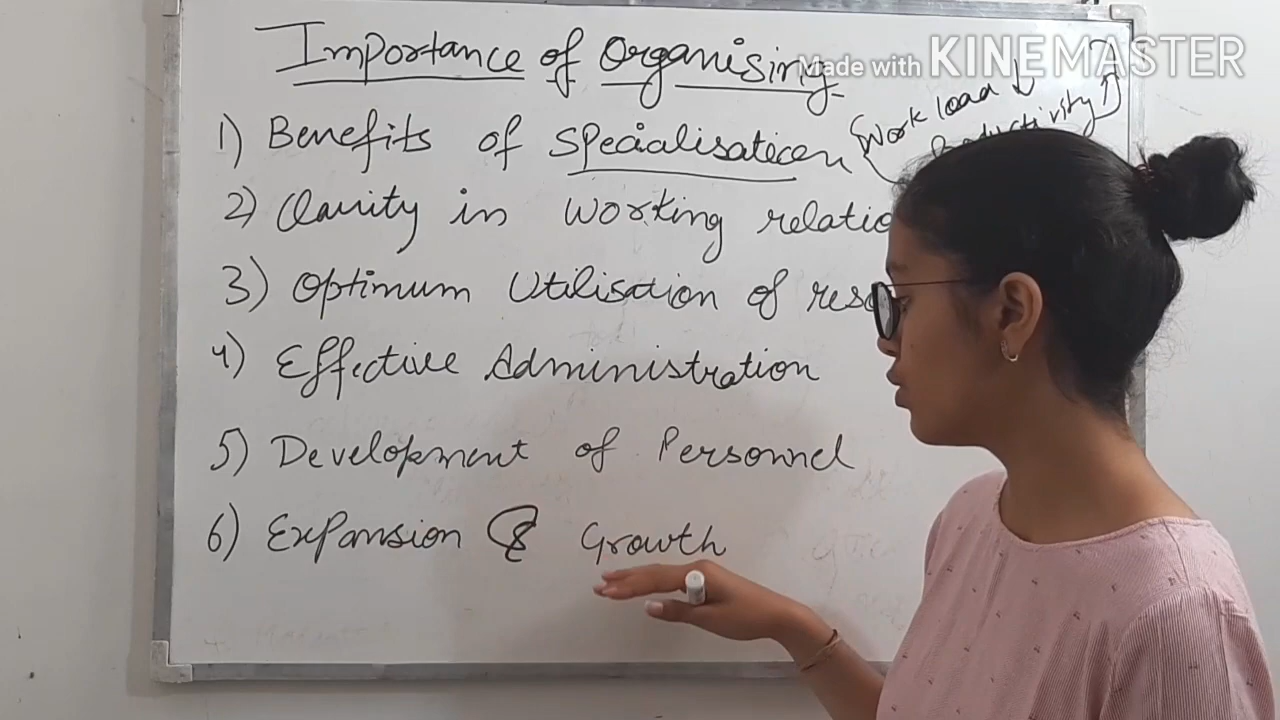 Importance of Organising
Made with KINEMASTER
1) Benefits of Specialisation
Work load ↓
2) Clarity in working relatio
3) Optimum Utilisation of reso
4) Effective Administration
5) Development of Personnel
6) Expansion & Growth